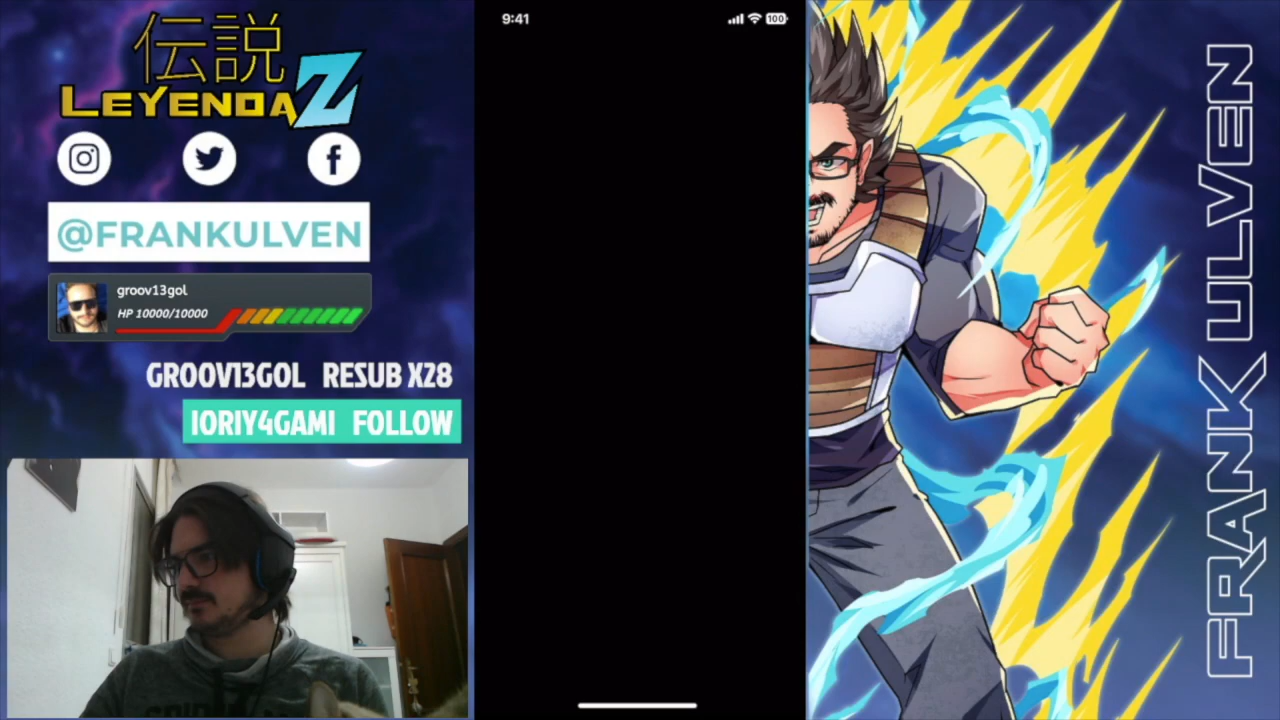 伝説
LEYENDA Z
@FRANKULVEN
groov13gol
HP 10000/10000
GROOV13GOL RESUB X28
IORIY4GAMI FOLLOW
9:41
100
FRANK ULVEN